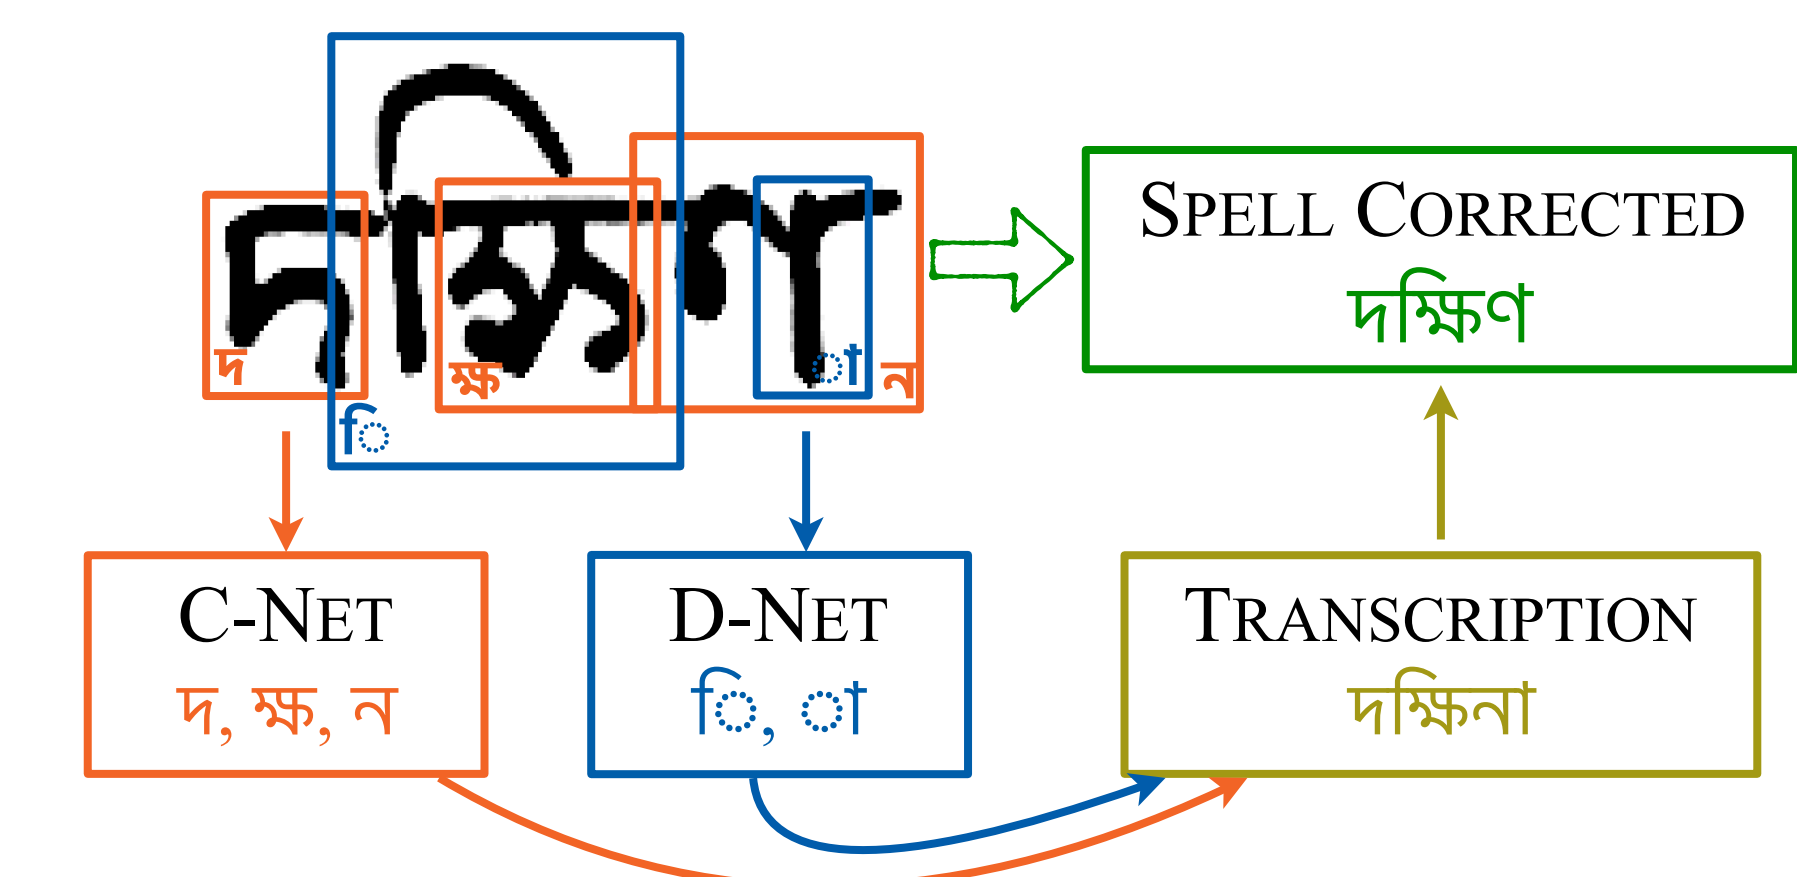 দক্ষিণ
দ
ি
ক্ষ
া
ন
SPELL CORRECTED
দক্ষিণ
C-NET
দ, ক্ষ, ন
D-NET
ি, া
TRANSCRIPTION
দক্ষিনা